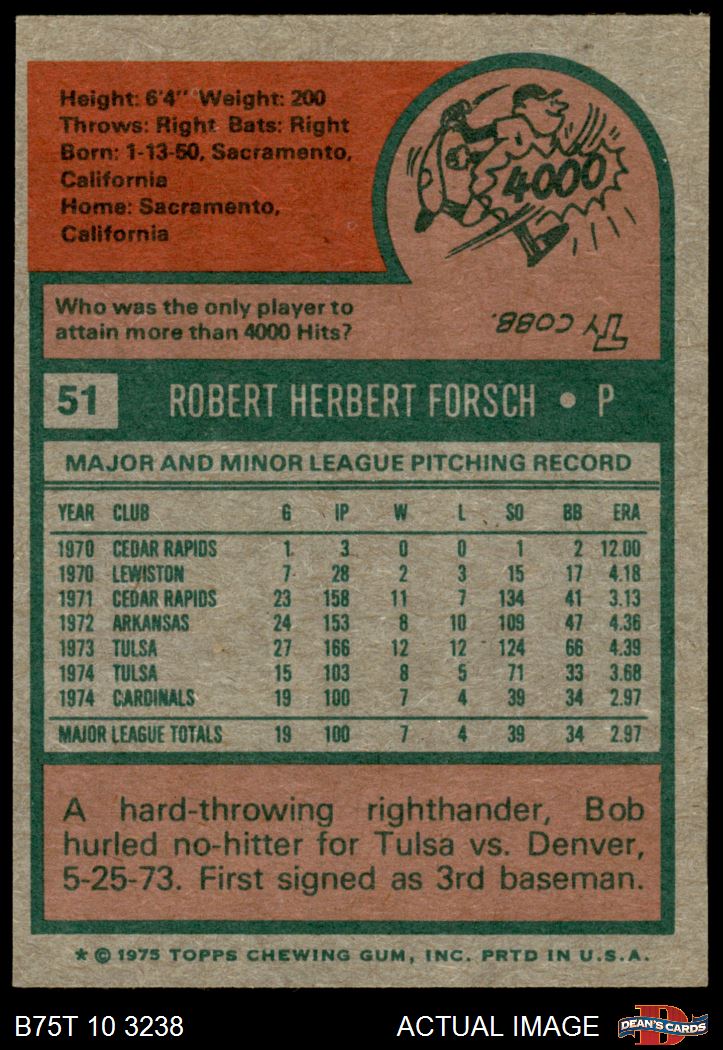 Height: 6'4" Weight: 200
Throws: Right Bats: Right
Born: 1-13-50, Sacramento,
California
Home: Sacramento,
California
4000
Who was the only player to
attain more than 4000 Hits?
TY COBB.
51 ROBERT HERBERT FORSCH • P
MAJOR AND MINOR LEAGUE PITCHING RECORD
YEAR CLUB G IP W L SO BB ERA
1970 CEDAR RAPIDS 1 3 0 0 1 2 12.00
1970 LEWISTON 7 28 2 3 15 17 4.18
1971 CEDAR RAPIDS 23 158 11 7 134 41 3.13
1972 ARKANSAS 24 153 8 10 109 47 4.36
1973 TULSA 27 166 12 12 124 66 4.39
1974 TULSA 15 103 8 5 71 33 3.68
1974 CARDINALS 19 100 7 4 39 34 2.97
MAJOR LEAGUE TOTALS 19 100 7 4 39 34 2.97
A hard-throwing righthander, Bob
hurled no-hitter for Tulsa vs. Denver,
5-25-73. First signed as 3rd baseman.
* © 1975 TOPPS CHEWING GUM, INC. PRTD IN U.S.A.
B75T 10 3238 ACTUAL IMAGE
D
DEAN'S CARDS